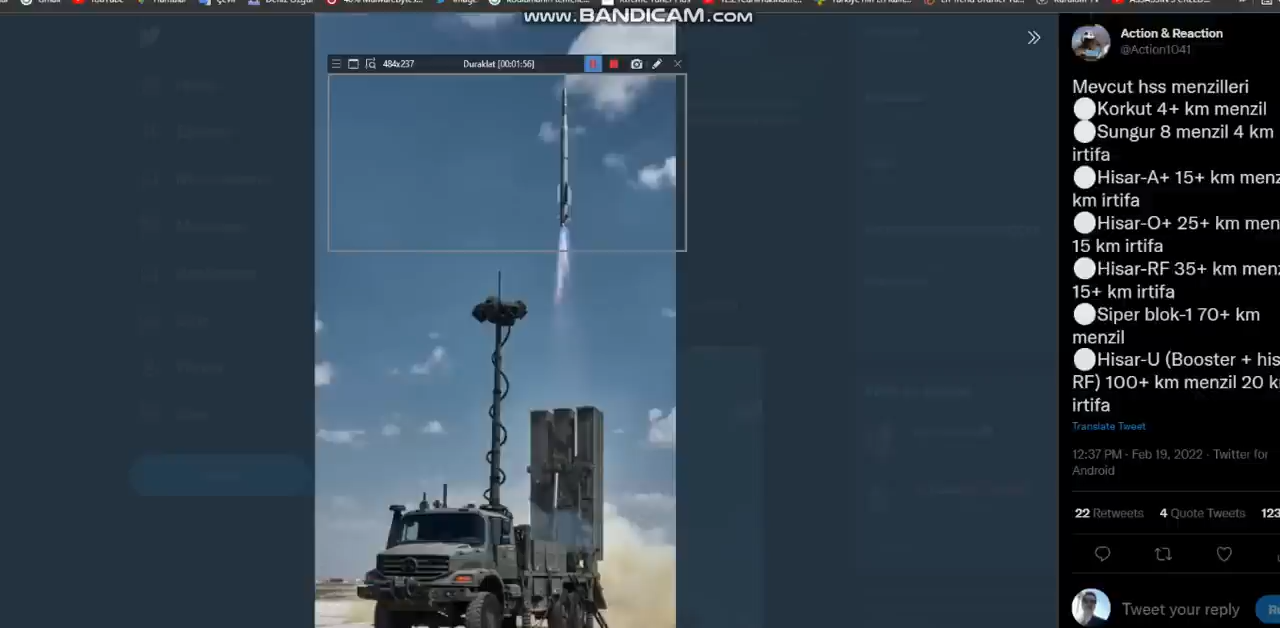 www.BANDICAM.com
484x237
Duraklat [00:01:56]
Action & Reaction
@Action1041
Mevcut hss menzilleri
Korkut 4+ km menzil
Sungur 8 menzil 4 km
irtifa
Hisar-A+ 15+ km menz
km irtifa
Hisar-O+ 25+ km men
15 km irtifa
Hisar-RF 35+ km menz
15+ km irtifa
Siper blok-1 70+ km
menzil
Hisar-U (Booster + his
RF) 100+ km menzil 20 k
irtifa
Translate Tweet
12:37 PM · Feb 19, 2022 · Twitter for
Android
22 Retweets 4 Quote Tweets 123
Tweet your reply